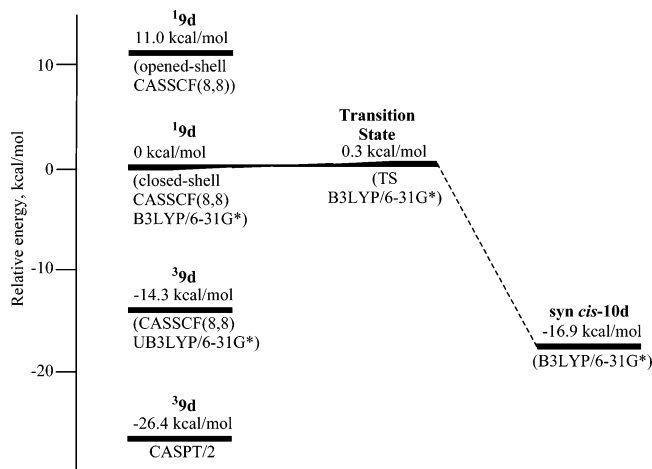 Relative energy, kcal/mol
10
0
-10
-20
¹9d
11.0 kcal/mol
(opened-shell
CASSCF(8,8))
¹9d
0 kcal/mol
(closed-shell
CASSCF(8,8)
B3LYP/6-31G*)
Transition
State
0.3 kcal/mol
(TS
B3LYP/6-31G*)
³9d
-14.3 kcal/mol
(CASSCF(8,8)
UB3LYP/6-31G*)
³9d
-26.4 kcal/mol
CASPT/2
syn cis-10d
-16.9 kcal/mol
(B3LYP/6-31G*)